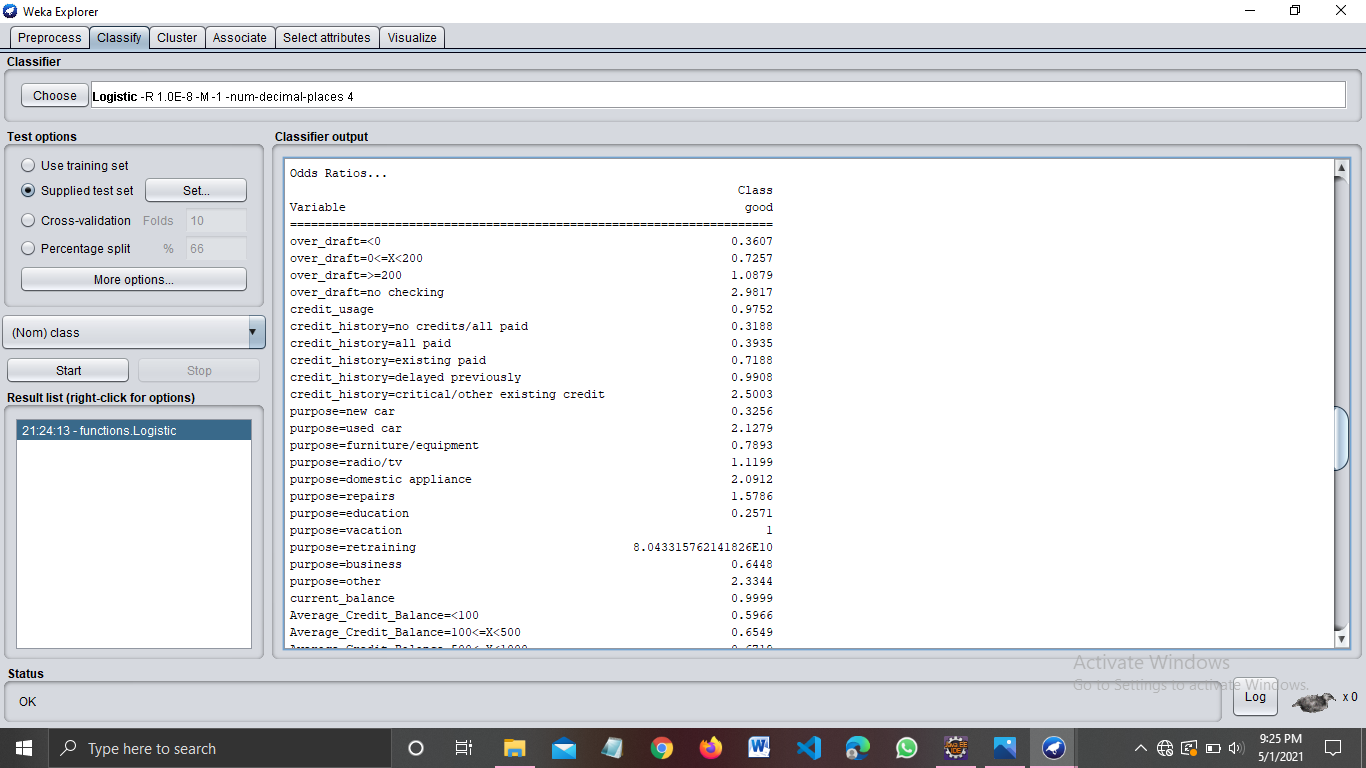 Weka Explorer
Preprocess Classify Cluster Associate Select attributes Visualize
Classifier
Choose Logistic -R 1.0E-8 -M -1 -num-decimal-places 4
Test options
Use training set
Supplied test set Set...
Cross-validation Folds 10
Percentage split % 66
More options...
(Nom) class
Start Stop
Result list (right-click for options)
21:24:13 - functions.Logistic
Classifier output
Odds Ratios...
Class
Variable good
=====================================================================
over_draft=<0 0.3607
over_draft=0<=X<200 0.7257
over_draft=>=200 1.0879
over_draft=no checking 2.9817
credit_usage 0.9752
credit_history=no credits/all paid 0.3188
credit_history=all paid 0.3935
credit_history=existing paid 0.7188
credit_history=delayed previously 0.9908
credit_history=critical/other existing credit 2.5003
purpose=new car 0.3256
purpose=used car 2.1279
purpose=furniture/equipment 0.7893
purpose=radio/tv 1.1199
purpose=domestic appliance 2.0912
purpose=repairs 1.5786
purpose=education 0.2571
purpose=vacation 1
purpose=retraining 8.043315762141826E10
purpose=business 0.6448
purpose=other 2.3344
current_balance 0.9999
Average_Credit_Balance=<100 0.5966
Average_Credit_Balance=100<=X<500 0.6549
Status
OK
Activate Windows
Go to Settings to activate Windows.
Log x 0
Type here to search
9:25 PM
5/1/2021